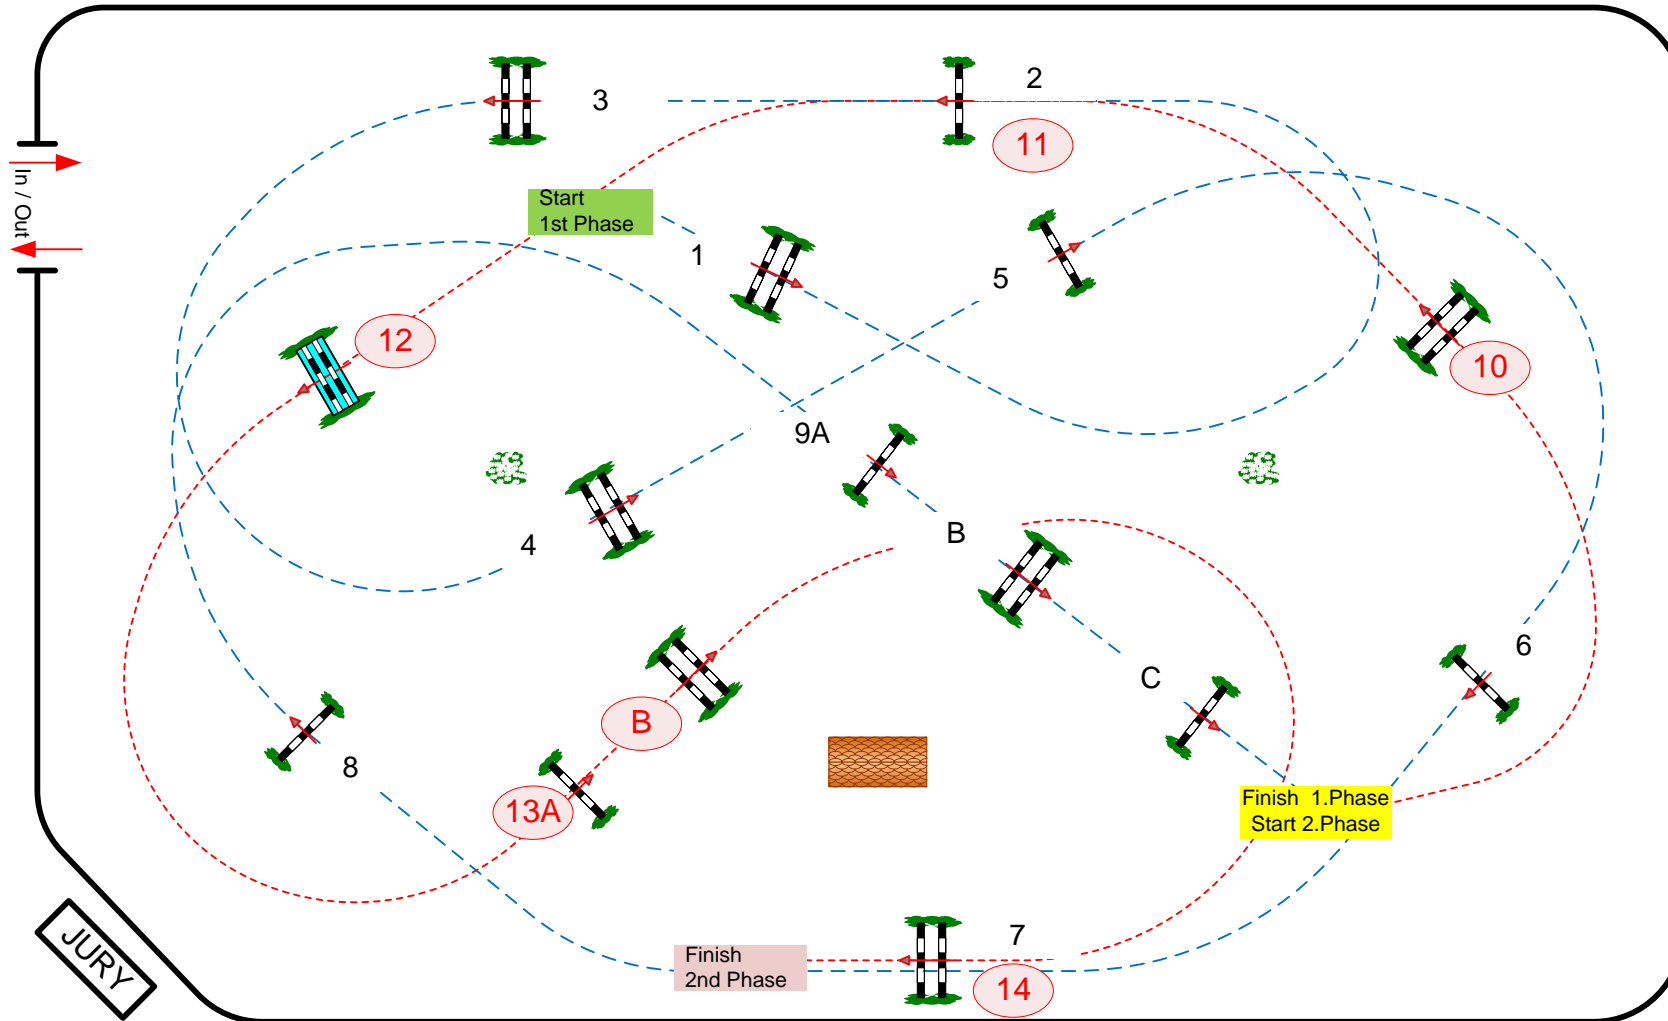 3
2
11
In / Out
Start
1st Phase
1
5
12
10
9A
4
B
6
C
B
8
13A
Finish  1.Phase
Start 2.Phase
7
JURY
Finish
2nd Phase
14